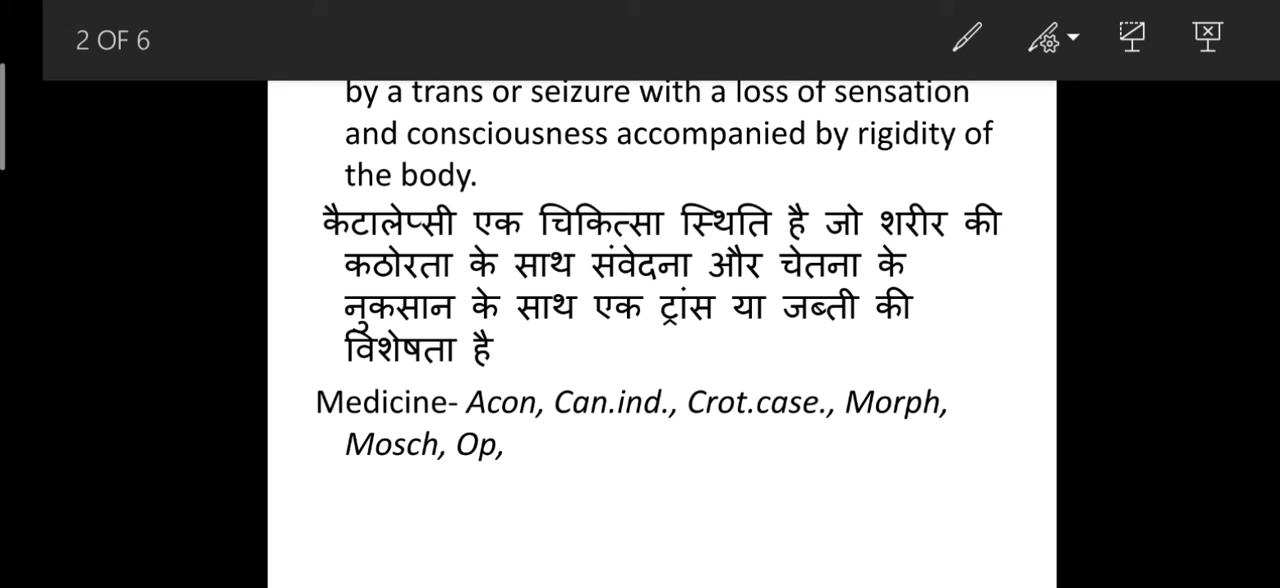 2 OF 6
by a trans or seizure with a loss of sensation
and consciousness accompanied by rigidity of
the body.
कैटालेप्सी एक चिकित्सा स्थिति है जो शरीर की
कठोरता के साथ संवेदना और चेतना के
नुकसान के साथ एक ट्रांस या जब्ती की
विशेषता है
Medicine- Acon, Can.ind., Crot.case., Morph,
Mosch, Op,